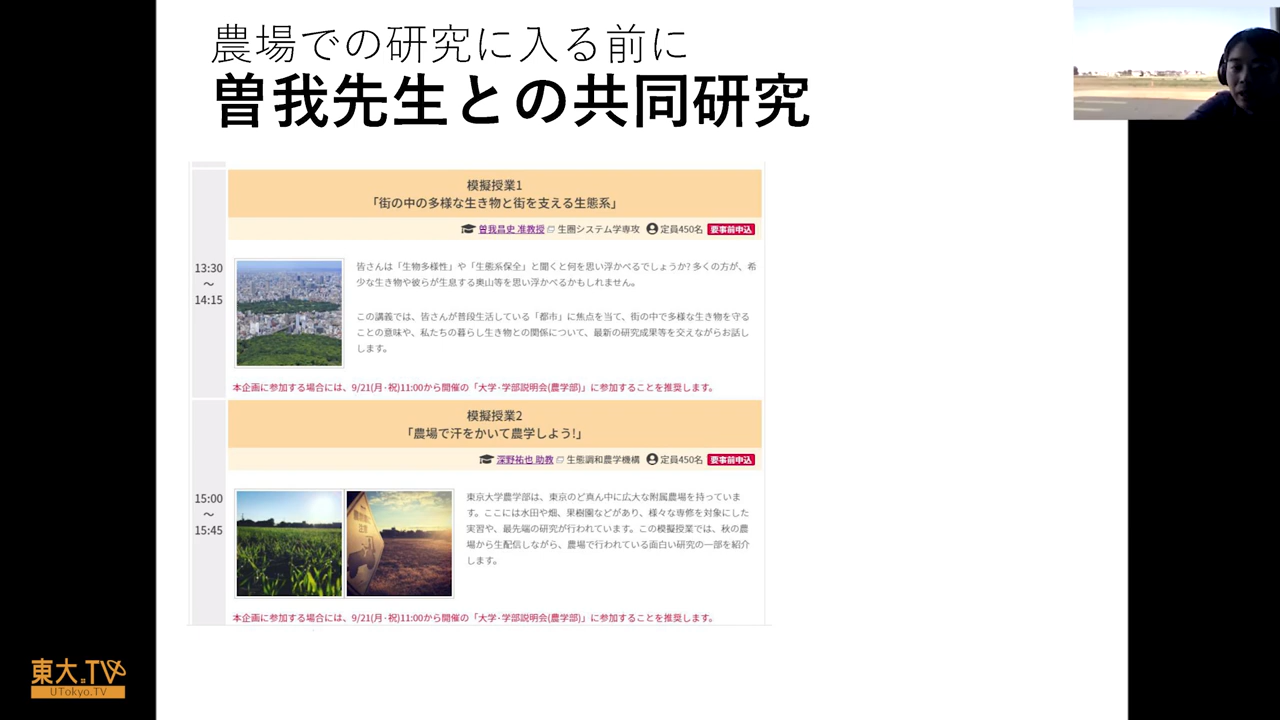 農場での研究に入る前に
曽我先生との共同研究
模擬授業1
「街の中の多様な生き物と街を支える生態系」
曽我昌史 准教授 生圏システム学専攻 定員450名 要事前申込
13:30
～
14:15
皆さんは「生物多様性」や「生態系保全」と聞くと何を思い浮かべるでしょうか? 多くの方が、希
少な生き物や彼らが生息する奥山等を思い浮かべるかもしれません。
この講義では、皆さんが普段生活している「都市」に焦点を当て、街の中で多様な生き物を守る
ことの意味や、私たちの暮らし生き物との関係について、最新の研究成果等を交えながらお話し
します。
本企画に参加する場合には、9/21(月·祝)11:00から開催の「大学·学部説明会(農学部)」に参加することを推奨します。
模擬授業2
「農場で汗をかいて農学しよう!」
深野祐也 助教 生態調和農学機構 定員450名 要事前申込
15:00
～
15:45
東京大学農学部は、東京のど真ん中に広大な附属農場を持っていま
す。ここには水田や畑、果樹園などがあり、様々な専修を対象にした
実習や、最先端の研究が行われています。この模擬授業では、秋の農
場から生配信しながら、農場で行われている面白い研究の一部を紹介
します。
本企画に参加する場合には、9/21(月·祝)11:00から開催の「大学·学部説明会(農学部)」に参加することを推奨します。
東大.TV
UTokyo.TV